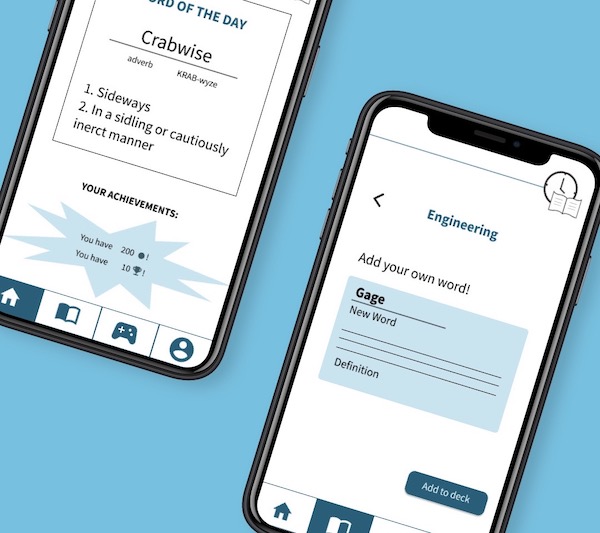 ORD OF THE DAY
Crabwise
adverb KRAB-wyze
1. Sideways
2. In a sidling or cautiously
inerct manner
YOUR ACHIEVEMENTS:
You have 200 !
You have 10 !
Engineering
Add your own word!
Gage
New Word
Definition
Add to deck